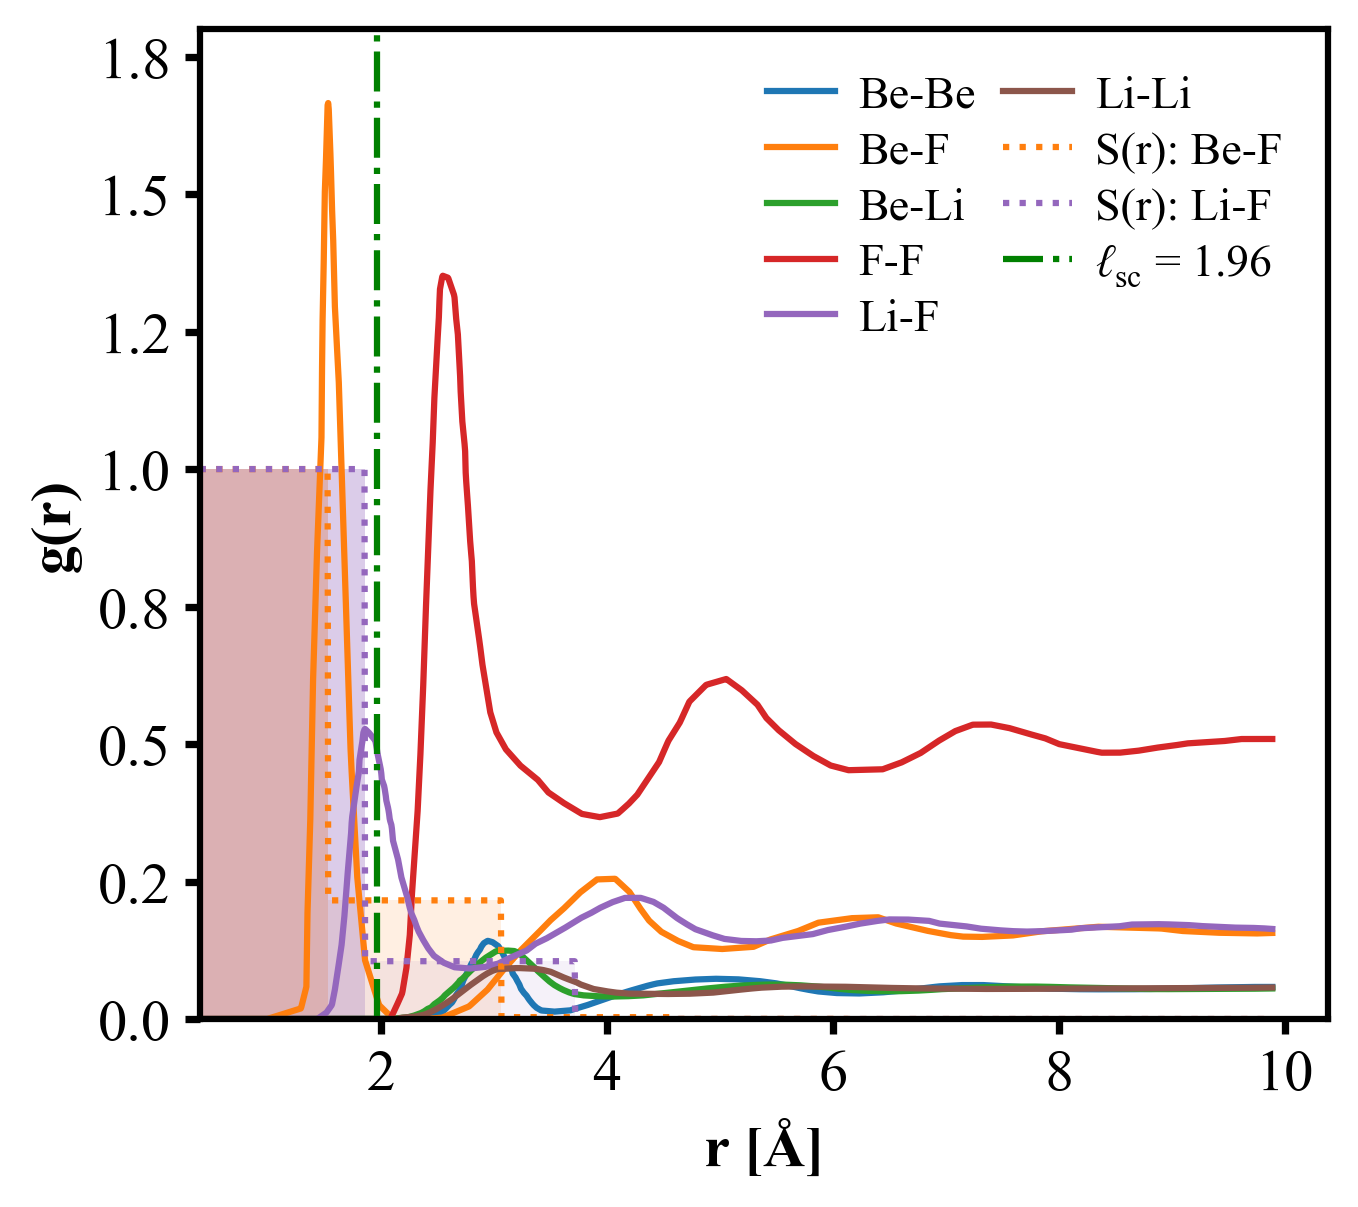 1.8
1.5
1.2
1.0
0.8
0.5
0.2
0.0
g(r)
2 4 6 8 10
r [Å]
Be-Be
Be-F
Be-Li
F-F
Li-F
Li-Li
S(r): Be-F
S(r): Li-F
ℓsc = 1.96